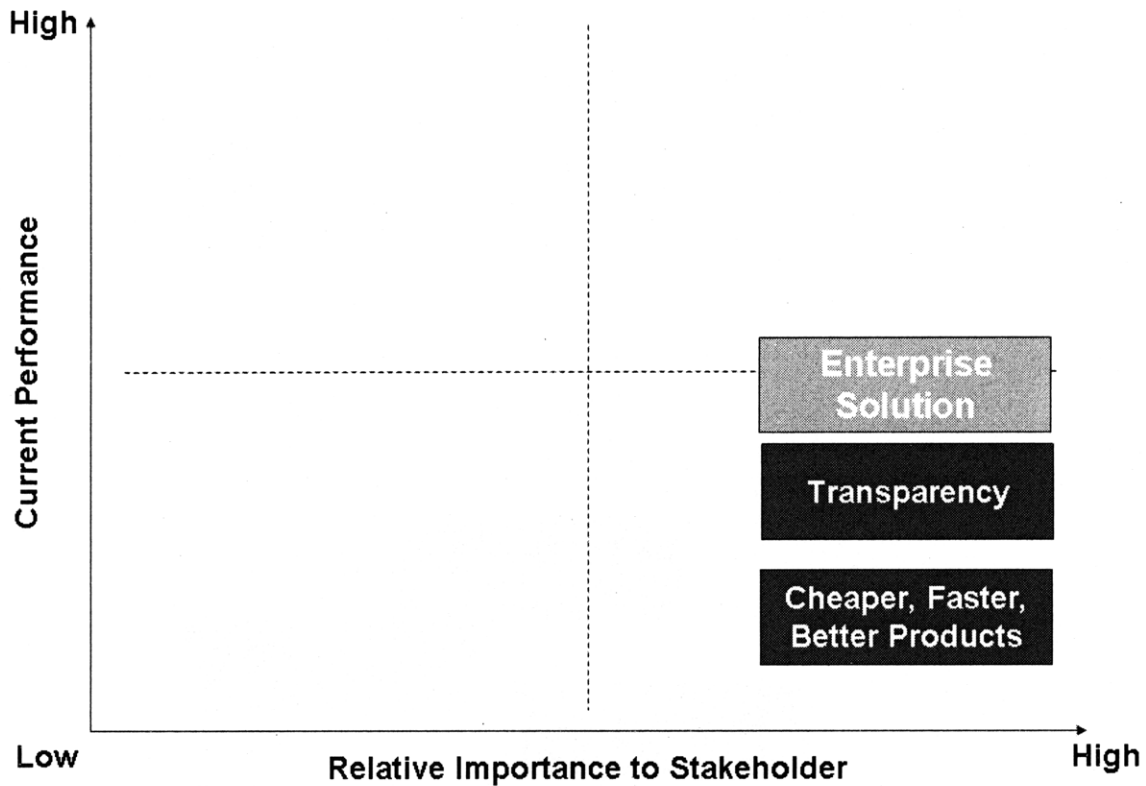 High
Current Performance
Enterprise
Solution
Transparency
Cheaper, Faster,
Better Products
Low
Relative Importance to Stakeholder
High